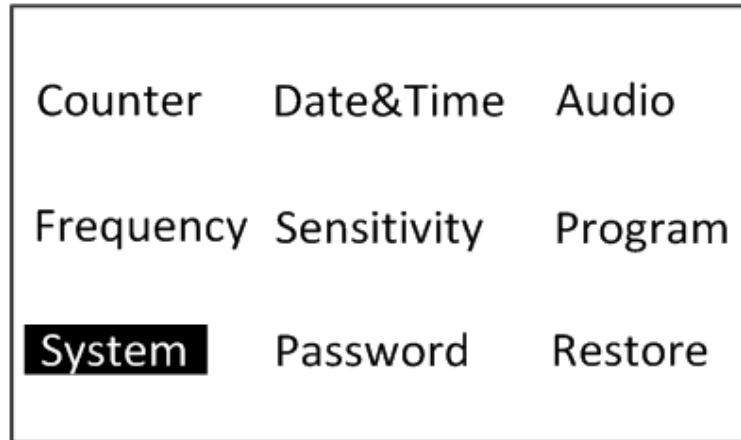 Counter Date&Time Audio
Frequency Sensitivity Program
System Password Restore